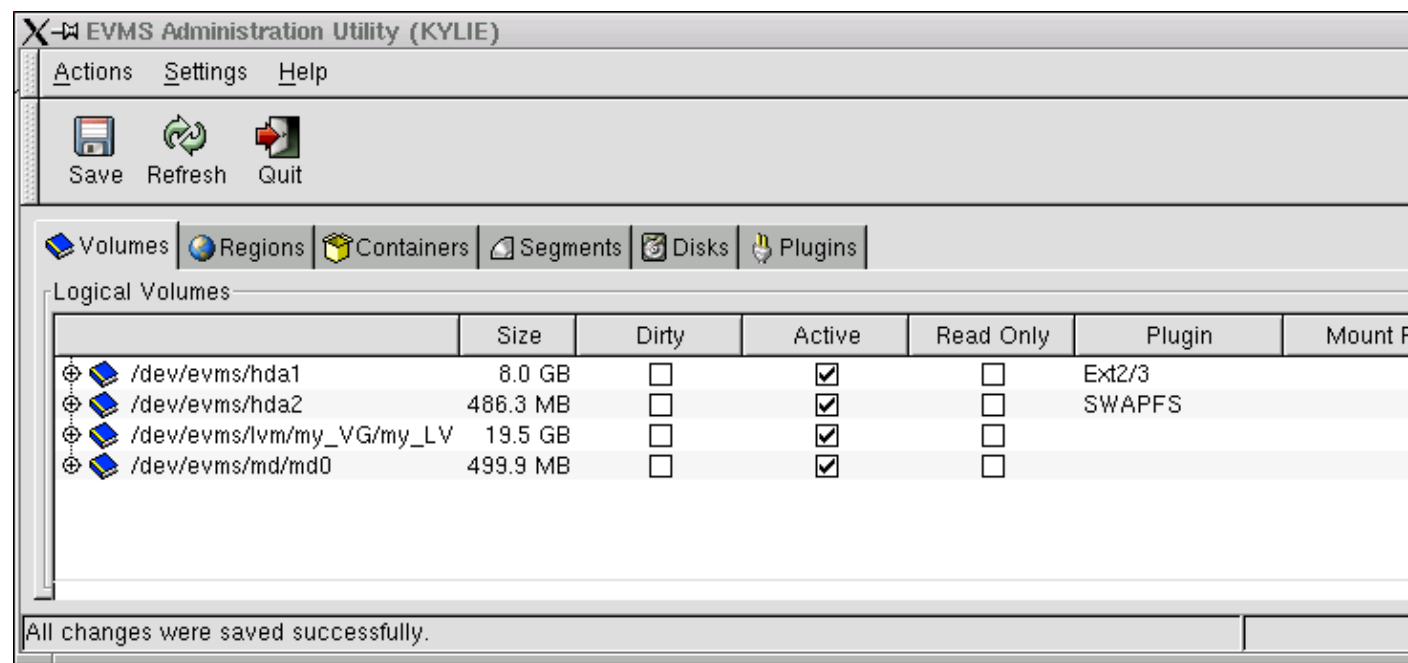 EVMS Administration Utility (KYLIE)
Actions Settings Help
Save Refresh Quit
Volumes Regions Containers Segments Disks Plugins
Logical Volumes
Size Dirty Active Read Only Plugin Mount
/dev/evms/hda1 8.0 GB Ext2/3
/dev/evms/hda2 486.3 MB SWAPFS
/dev/evms/lvm/my_VG/my_LV 19.5 GB
/dev/evms/md/md0 499.9 MB
All changes were saved successfully.